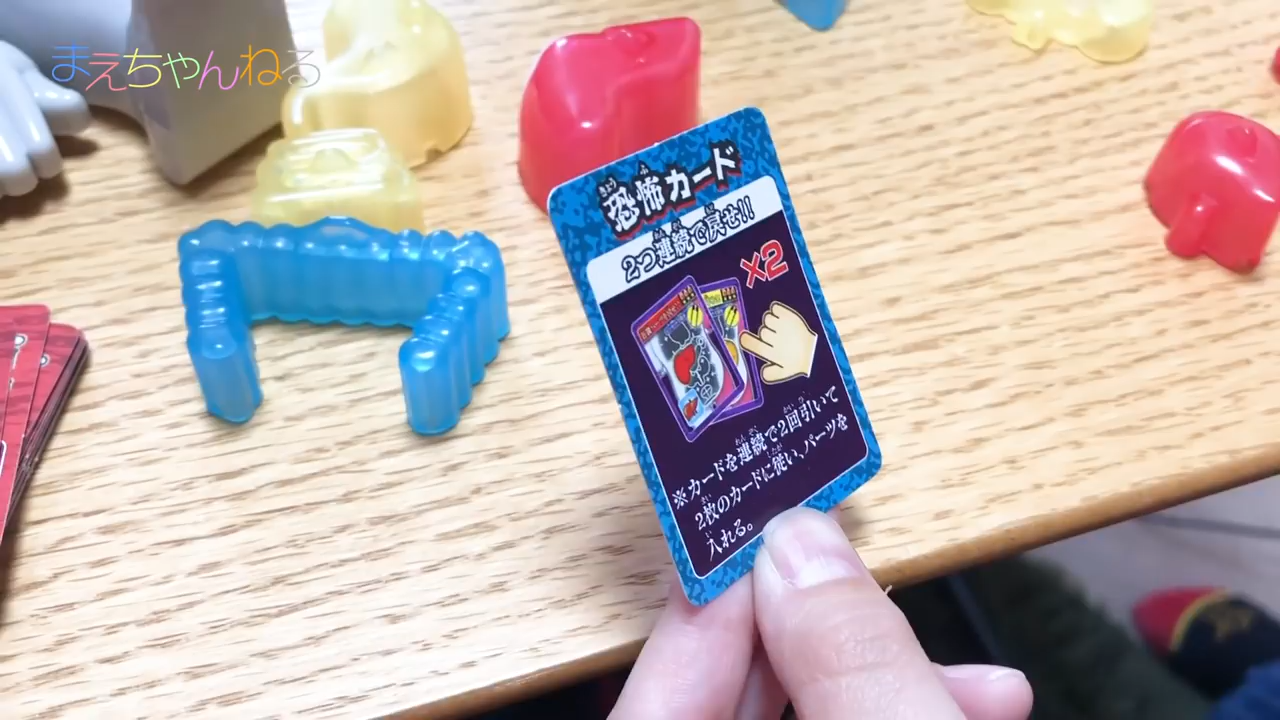 まえちゃんねる
恐怖カード
2つ連続で戻せ!!
×2
※カードを連続で2回引いて
2枚のカードに従い、パーツを
入れる。